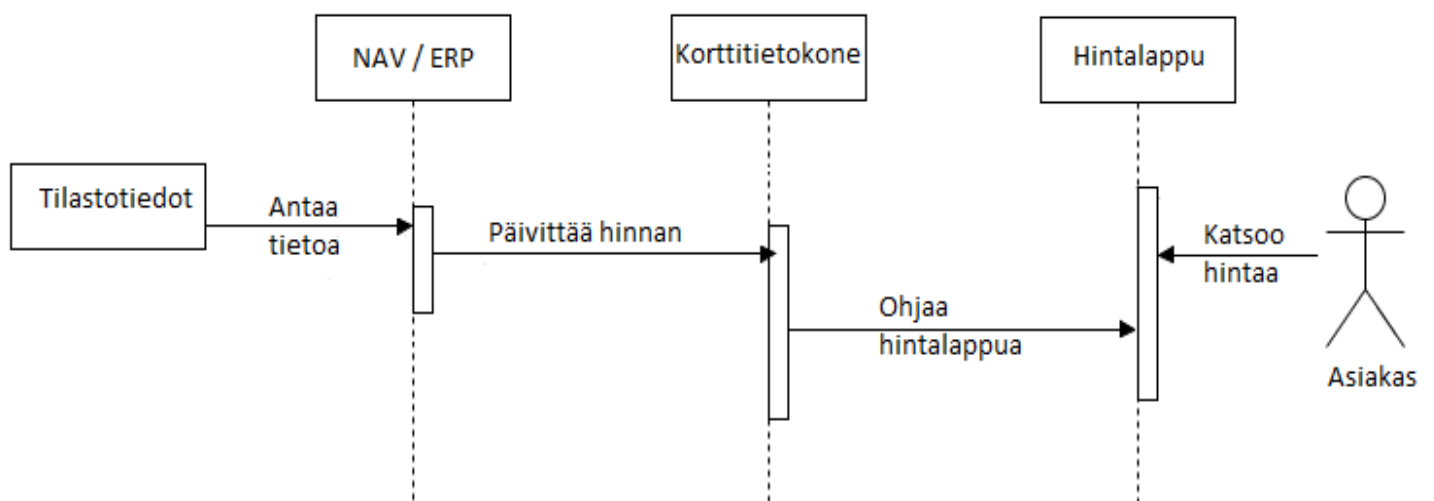 NAV / ERP
Korttitietokone
Hintalappu
Tilastotiedot
Antaa
tietoa
Päivittää hinnan
Ohjaa
hintalappua
Katsoo
hintaa
Asiakas